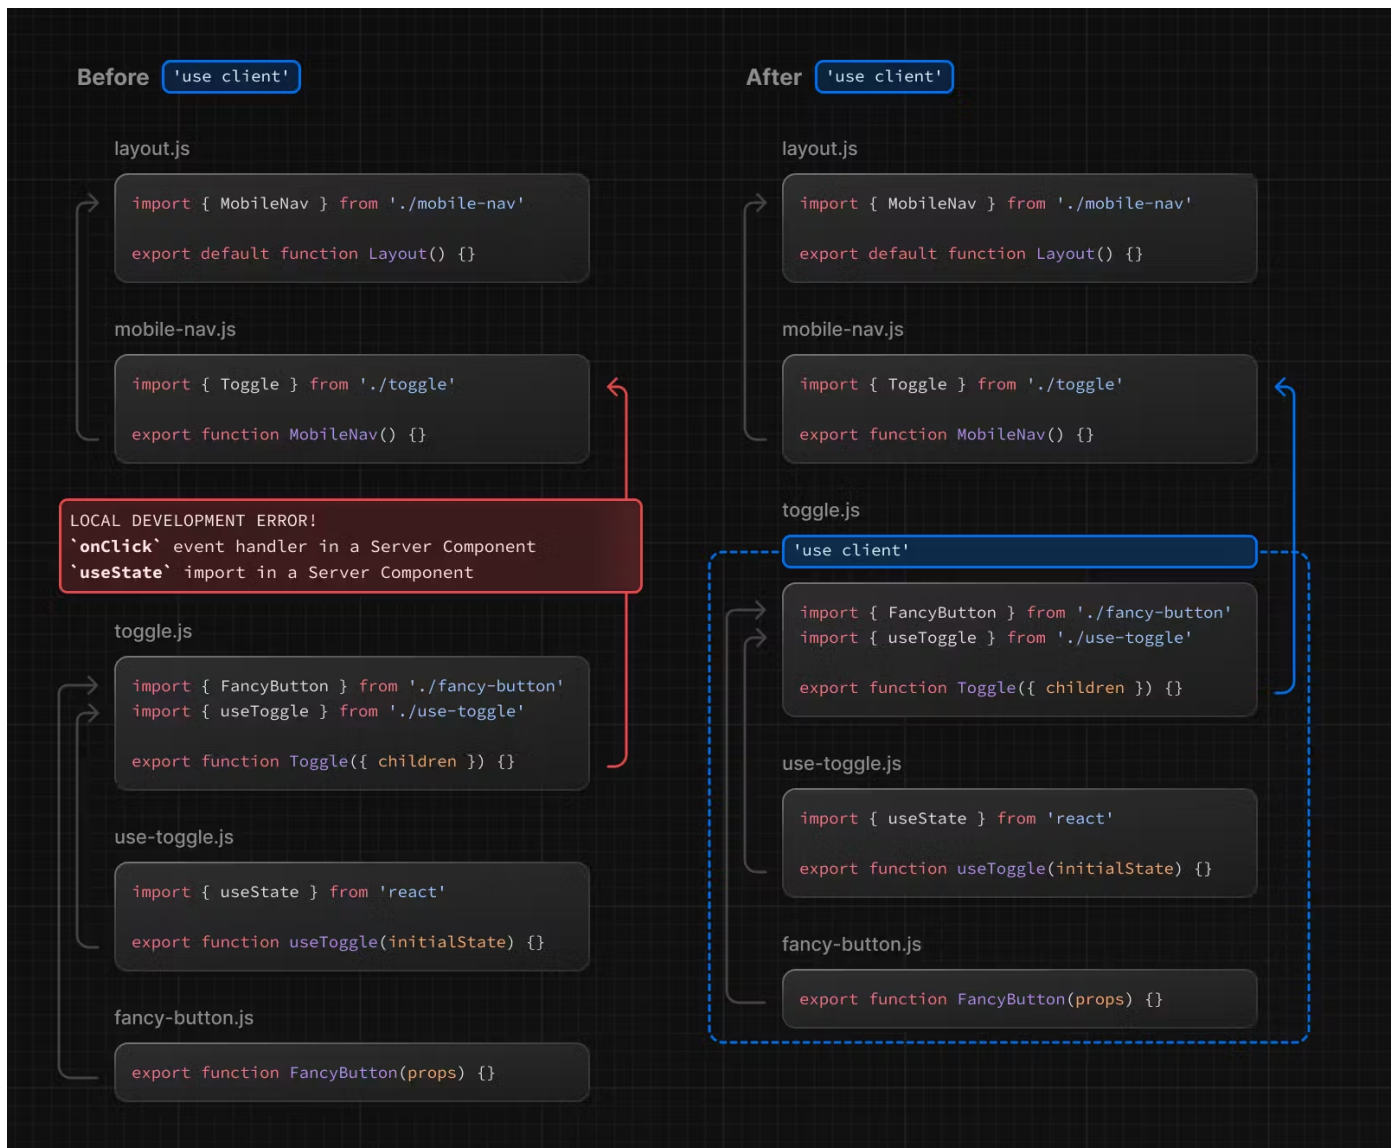 Before 'use client'
layout.js
import { MobileNav } from './mobile-nav'
export default function Layout() {}
mobile-nav.js
import { Toggle } from './toggle'
export function MobileNav() {}
LOCAL DEVELOPMENT ERROR!
`onClick` event handler in a Server Component
`useState` import in a Server Component
toggle.js
import { FancyButton } from './fancy-button'
import { useToggle } from './use-toggle'
export function Toggle({ children }) {}
use-toggle.js
import { useState } from 'react'
export function useToggle(initialState) {}
fancy-button.js
export function FancyButton(props) {}
After 'use client'
layout.js
import { MobileNav } from './mobile-nav'
export default function Layout() {}
mobile-nav.js
import { Toggle } from './toggle'
export function MobileNav() {}
toggle.js
'use client'
import { FancyButton } from './fancy-button'
import { useToggle } from './use-toggle'
export function Toggle({ children }) {}
use-toggle.js
import { useState } from 'react'
export function useToggle(initialState) {}
fancy-button.js
export function FancyButton(props) {}